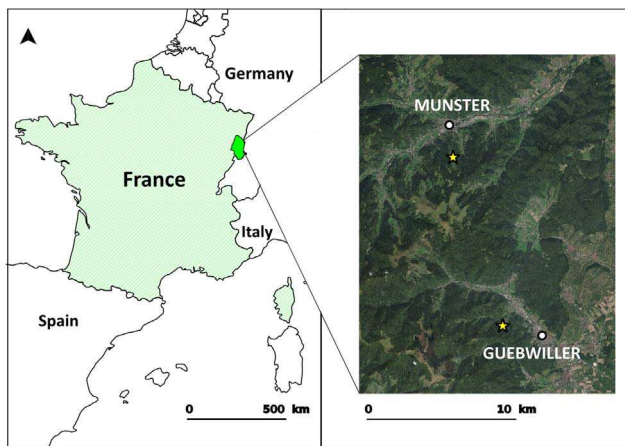 Germany
France
Italy
Spain
0 500 km
MUNSTER
GUEBWILLER
0 10 km